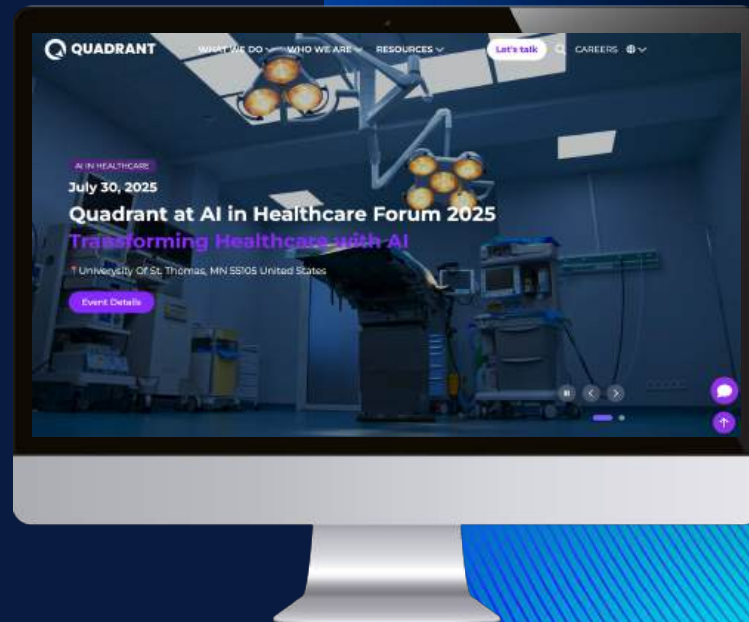 QUADRANT
WHAT WE DO
WHO WE ARE
RESOURCES
Let's talk
CAREERS
AI IN HEALTHCARE
July 30, 2025
Quadrant at AI in Healthcare Forum 2025
Transforming Healthcare with AI
Univerysity Of St. Thomas, MN 55105 United States
Event Details